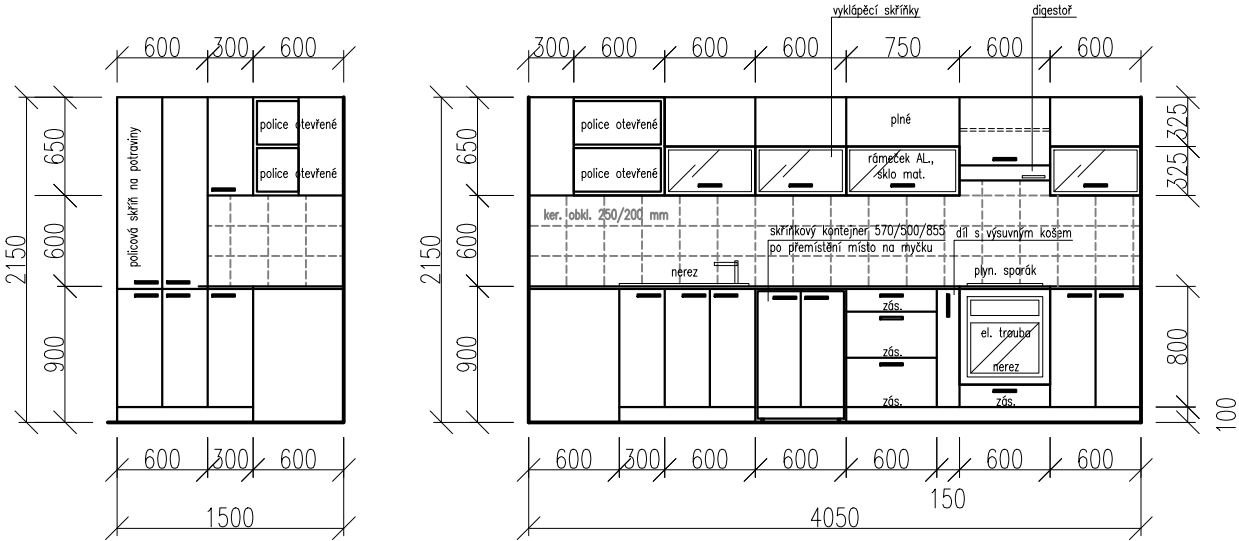 vyklápěcí skříňky
digestoř
600 300 600
300 600 600 600 750 600 600
2150
650
600
900
policová skříň na potraviny
police otevřené
police otevřené
600 300 600
1500
2150
650
600
900
police otevřené
police otevřené
plné
rámeček AL.,
sklo mat.
325
325
ker. obkl. 250/200 mm
skříňkový kontejner 570/500/855
po přemístění místo na myčku
díl s výsuvným košem
nerez
plyn. sporák
zás.
zás.
zás.
el. trouba
nerez
zás.
800
100
600 300 600 600 600 150 600 600
4050